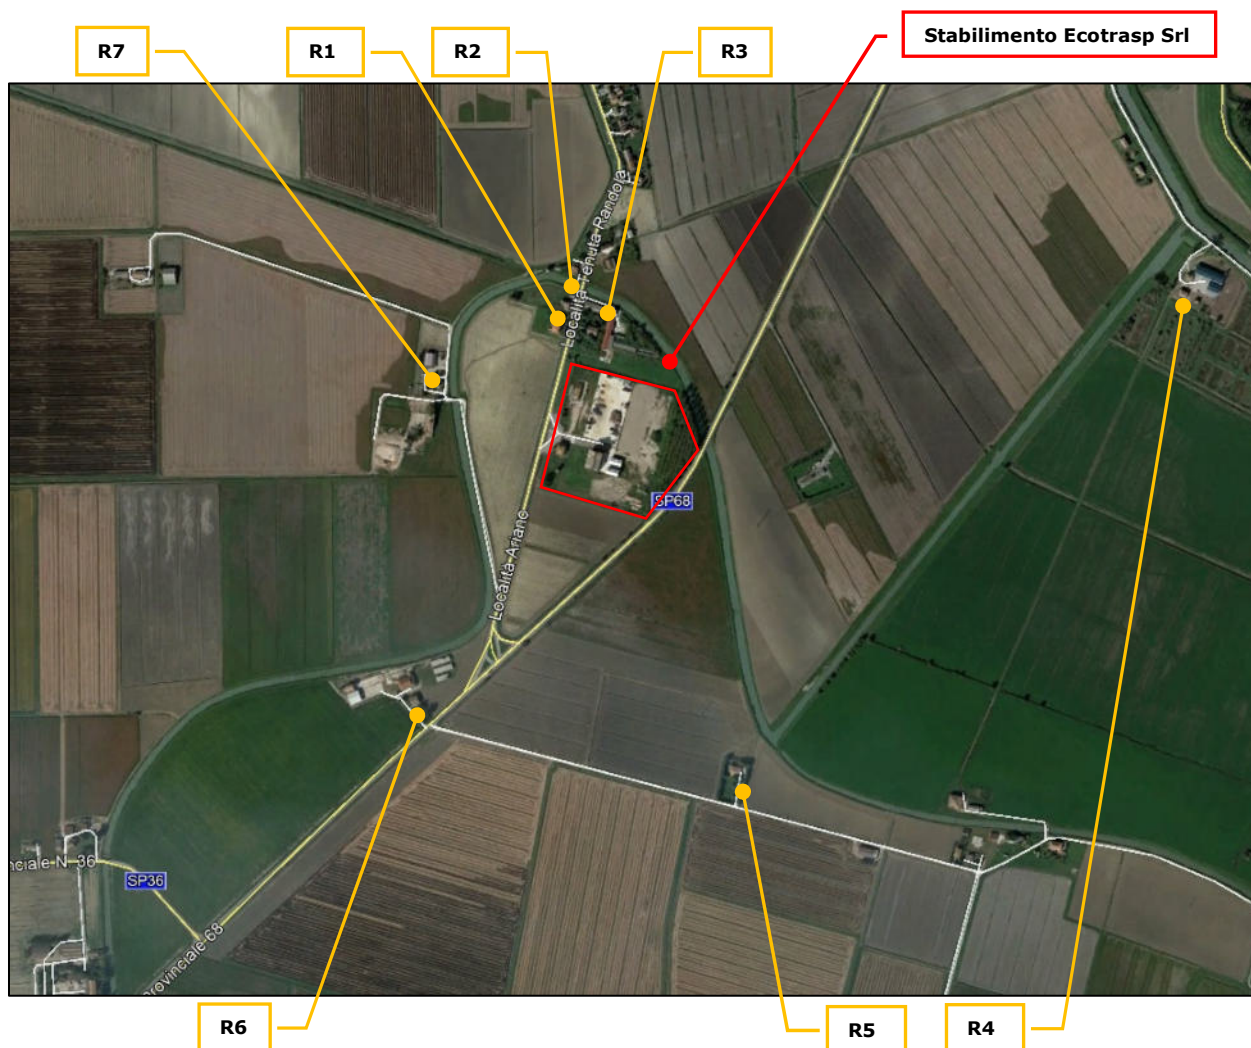 R7
R1
R2
R3
Stabilimento Ecotrasp Srl
Località Tenuta Randola
SP68
Località Ariano
nciale N. 36
SP36
provinciale 68
R6
R5
R4